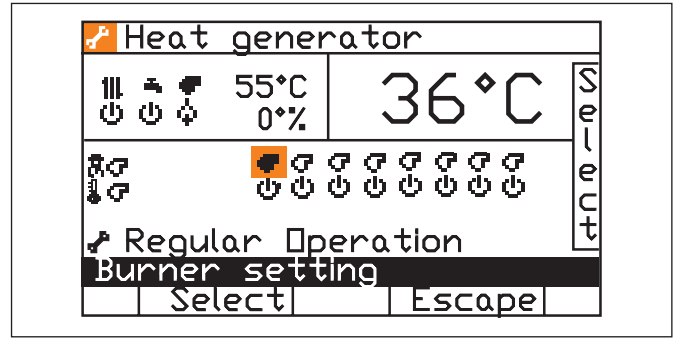 Heat generator
55°C
36°C
0°%
Select
Regular Operation
Burner setting
Select
Escape